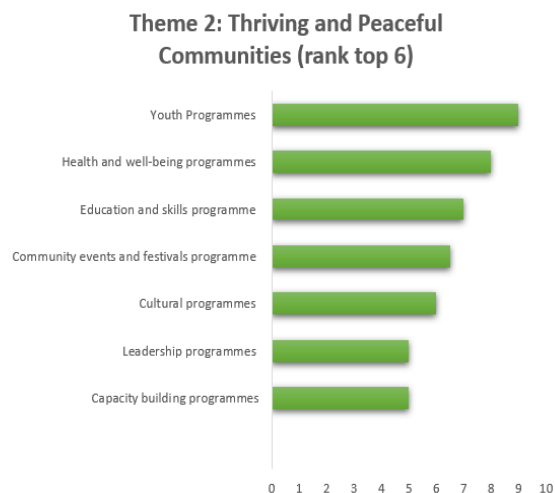 Theme 2: Thriving and Peaceful
Communities (rank top 6)
Youth Programmes
Health and well-being programmes
Education and skills programme
Community events and festivals programme
Cultural programmes
Leadership programmes
Capacity building programmes
0 1 2 3 4 5 6 7 8 9 10